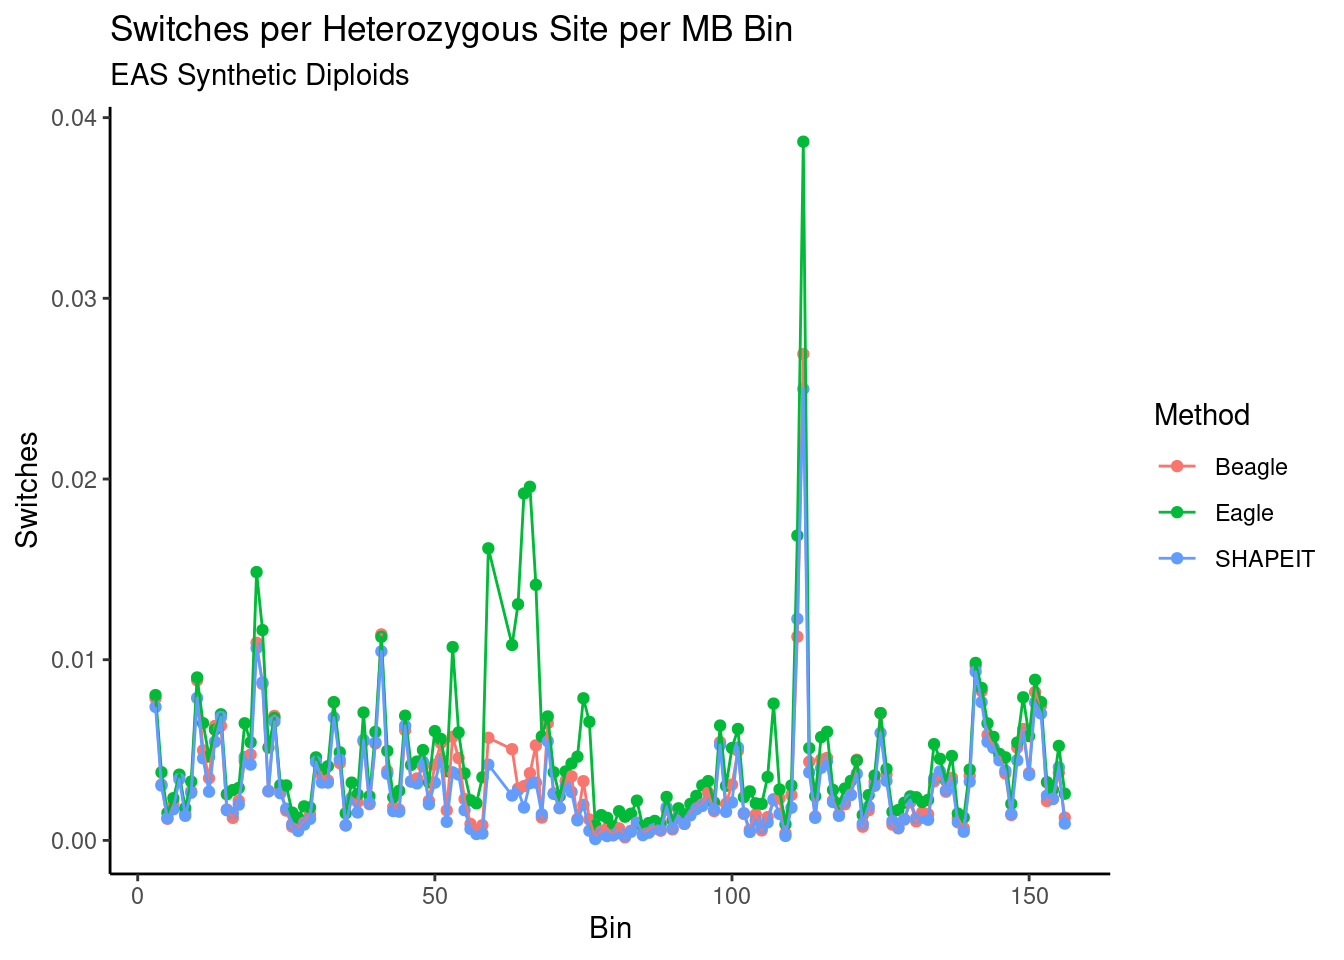 Switches per Heterozygous Site per MB Bin
EAS Synthetic Diploids
0.04
0.03
0.02
0.01
0.00
Switches
0
50
100
150
Bin
Method
Beagle
Eagle
SHAPEIT